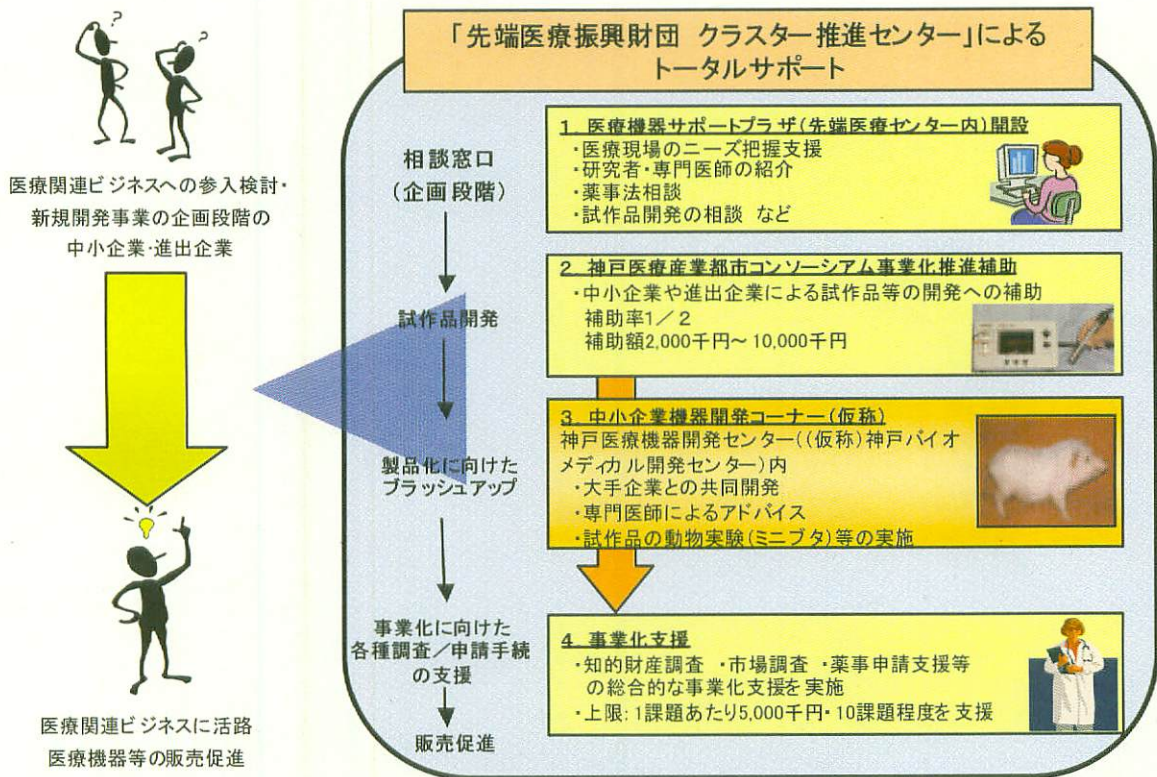 ?
?
医療関連ビジネスへの参入検討・
新規開発事業の企画段階の
中小企業・進出企業
医療関連ビジネスに活路
医療機器等の販売促進
「先端医療振興財団 クラスター推進センター」による
トータルサポート
相談窓口
(企画段階)
試作品開発
製品化に向けた
ブラッシュアップ
事業化に向けた
各種調査/申請手続
の支援
販売促進
1. 医療機器サポートプラザ(先端医療センター内)開設
・医療現場のニーズ把握支援
・研究者・専門医師の紹介
・薬事法相談
・試作品開発の相談 など
2. 神戸医療産業都市コンソーシアム事業化推進補助
・中小企業や進出企業による試作品等の開発への補助
補助率1/2
補助額2,000千円~10,000千円
3. 中小企業機器開発コーナー(仮称)
神戸医療機器開発センター((仮称)神戸バイオ
メディカル開発センター)内
・大手企業との共同開発
・専門医師によるアドバイス
・試作品の動物実験(ミニブタ)等の実施
4. 事業化支援
・知的財産調査 ・市場調査 ・薬事申請支援等
の総合的な事業化支援を実施
・上限:1課題あたり5,000千円・10課題程度を支援